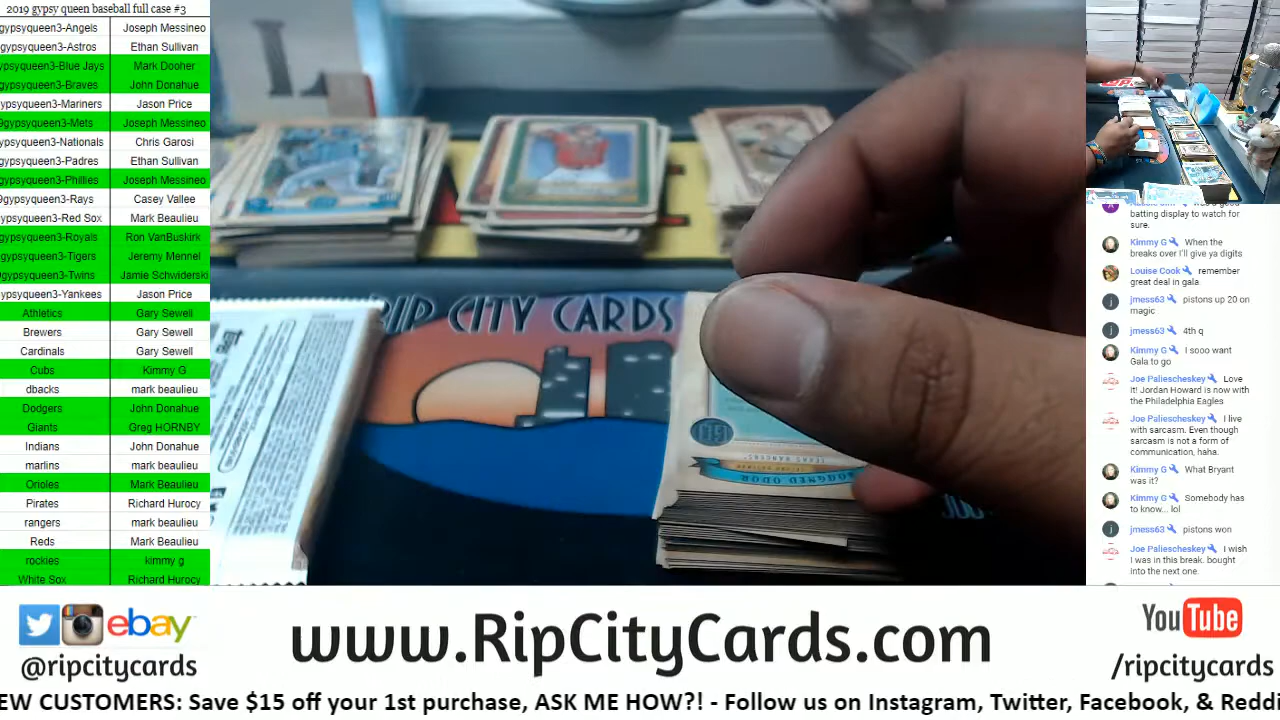 2019 gypsy queen baseball full case #3
gypsyqueen3-Angels Joseph Messineo
gypsyqueen3-Astros Ethan Sullivan
ypsyqueen3-Blue Jays Mark Dooher
gypsyqueen3-Braves John Donahue
gypsyqueen3-Mariners Jason Price
9gypsyqueen3-Mets Joseph Messineo
gypsyqueen3-Nationals Chris Garosi
gypsyqueen3-Padres Ethan Sullivan
gypsyqueen3-Phillies Joseph Messineo
9gypsyqueen3-Rays Casey Vallee
ypsyqueen3-Red Sox Mark Beaulieu
gypsyqueen3-Royals Ron VanBuskirk
gypsyqueen3-Tigers Jeremy Mennel
9gypsyqueen3-Twins Jamie Schwiderski
ypsyqueen3-Yankees Jason Price
Athletics Gary Sewell
Brewers Gary Sewell
Cardinals Gary Sewell
Cubs Kimmy G
dbacks mark beaulieu
Dodgers John Donahue
Giants Greg HORNBY
Indians John Donahue
marlins mark beaulieu
Orioles Mark Beaulieu
Pirates Richard Hurocy
rangers mark beaulieu
Reds Mark Beaulieu
rockies kimmy g
White Sox Richard Hurocy
RIP CITY CARDS
TEXAS RANGERS
ROUGNED ODOR
batting display to watch for
sure.
Kimmy G When the
breaks over I'll give ya digits
Louise Cook remember
great deal in gala.
jmess63 pistons up 20 on
magic
jmess63 4th q
Kimmy G I sooo want
Gala to go
Joe Paliescheskey Love
it! Jordan Howard is now with
the Philadelphia Eagles
Joe Paliescheskey I live
with sarcasm. Even though
sarcasm is not a form of
communication, haha.
Kimmy G What Bryant
was it?
Kimmy G Somebody has
to know... lol
jmess63 pistons won
Joe Paliescheskey I wish
I was in this break. bought
into the next one.
ebay
@ripcitycards
www.RipCityCards.com
YouTube
/ripcitycards
EW CUSTOMERS: Save $15 off your 1st purchase, ASK ME HOW?! - Follow us on Instagram, Twitter, Facebook, & Reddi